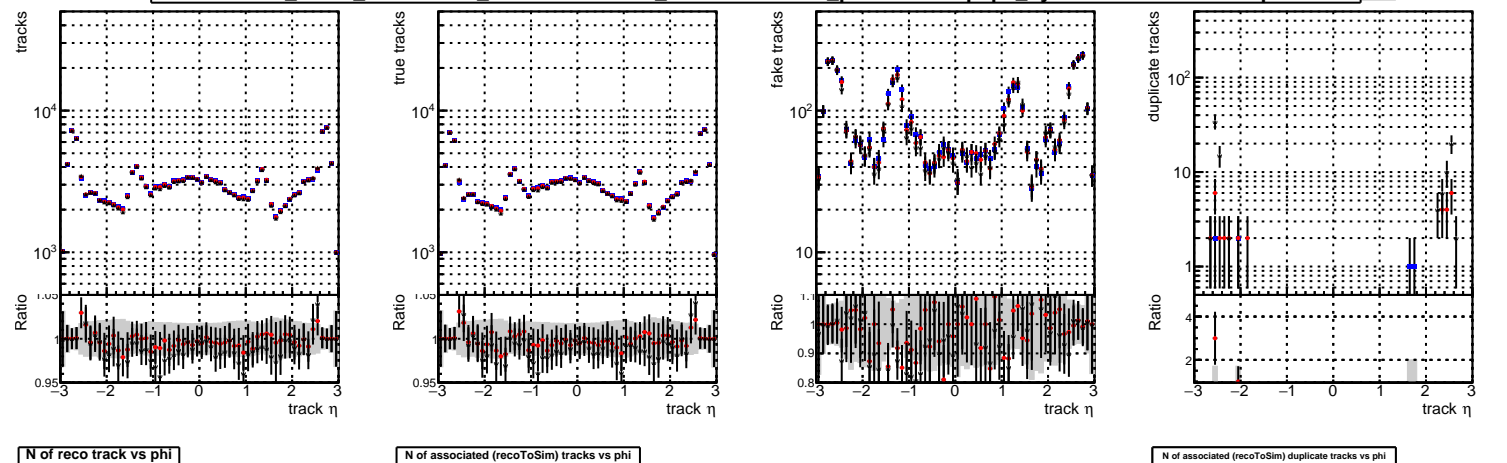 tracks
10⁴
10³
1.05
Ratio
1
0.95
−3 −2 −1 0 1 2 3
track η
true tracks
10⁴
10³
1.05
Ratio
1
0.95
−3 −2 −1 0 1 2 3
track η
fake tracks
10²
10
1.1
Ratio
1
0.9
0.8
−3 −2 −1 0 1 2 3
track η
duplicate tracks
10²
10
1
Ratio
4
2
−3 −2 −1 0 1 2 3
track η
N of reco track vs phi
N of associated (recoToSim) tracks vs phi
N of associated (recoToSim) duplicate tracks vs phi